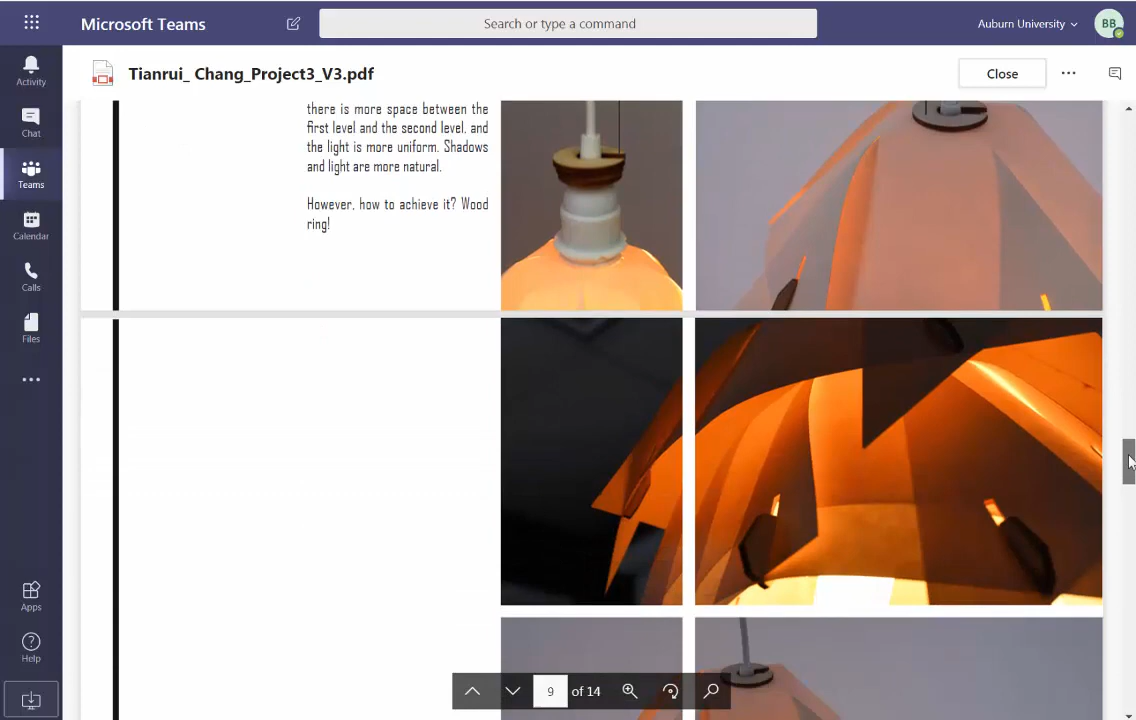 Microsoft Teams
Search or type a command
Auburn University
BB
Activity
Chat
Teams
Calendar
Calls
Files
Apps
Help
Tianrui_ Chang_Project3_V3.pdf
Close
there is more space between the
first level and the second level, and
the light is more uniform. Shadows
and light are more natural.
However, how to achieve it? Wood
ring!
9 of 14